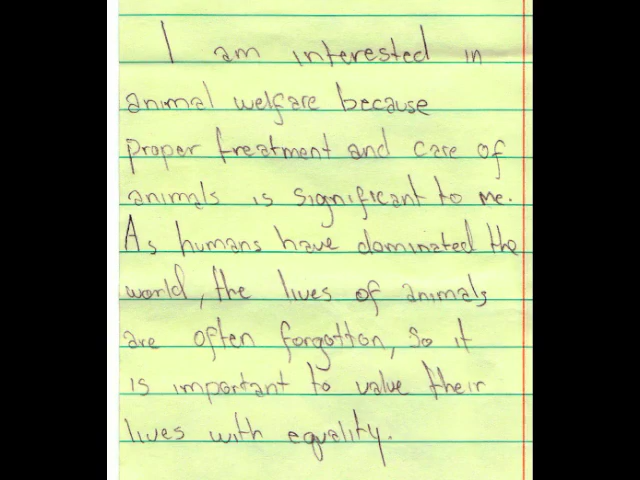 I am interested in
animal welfare because
proper treatment and care of
animals is significant to me.
As humans have dominated the
world, the lives of animals
are often forgotton, so it
is important to value their
lives with equality.